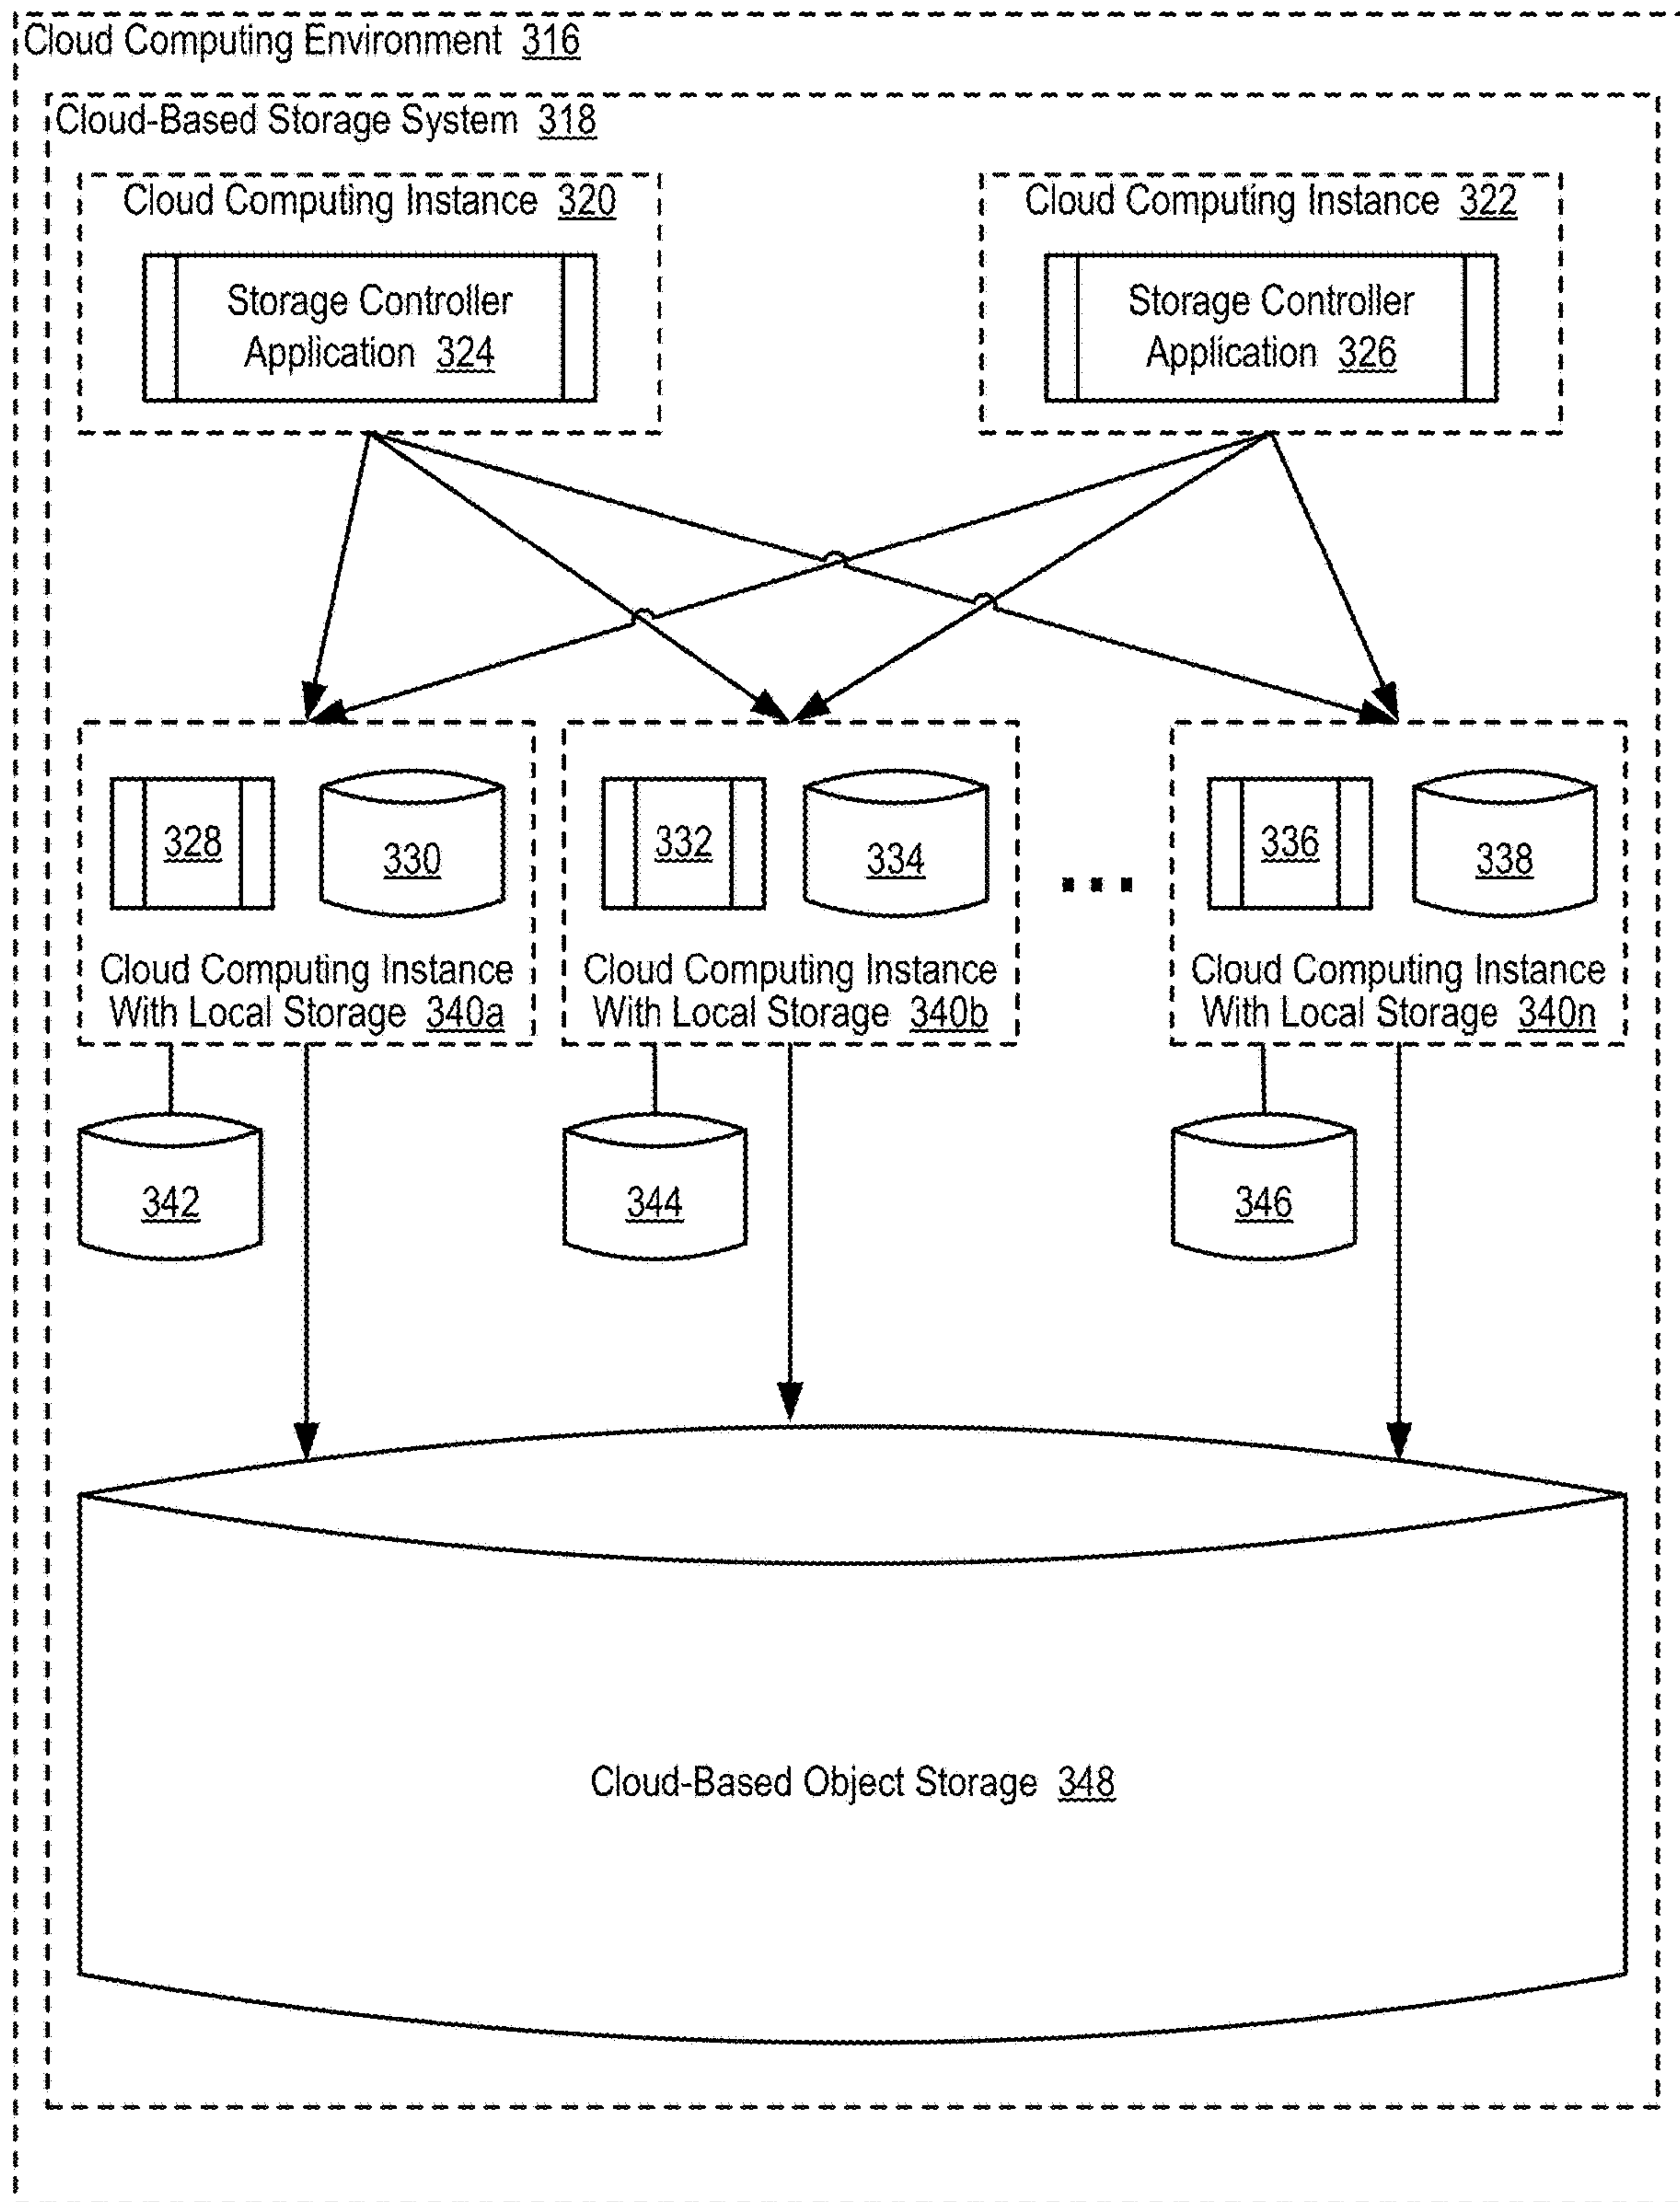 Cloud Computing Environment 316
Cloud-Based Storage System 318
Cloud Computing Instance 320
Storage Controller
Application 324
Cloud Computing Instance 322
Storage Controller
Application 326
328
330
Cloud Computing Instance
With Local Storage 340a
332
334
Cloud Computing Instance
With Local Storage 340b
...
336
338
Cloud Computing Instance
With Local Storage 340n
342
344
346
Cloud-Based Object Storage 348